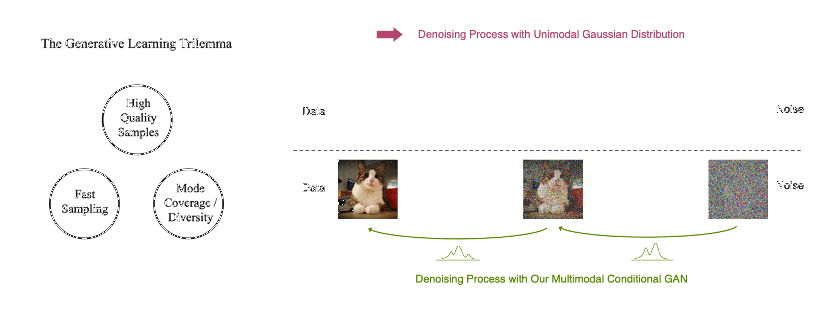 The Generative Learning Trilemma
High
Quality
Samples
Fast
Sampling
Mode
Coverage /
Diversity
Denoising Process with Unimodal Gaussian Distribution
Data
Noise
Data
Noise
Denoising Process with Our Multimodal Conditional GAN